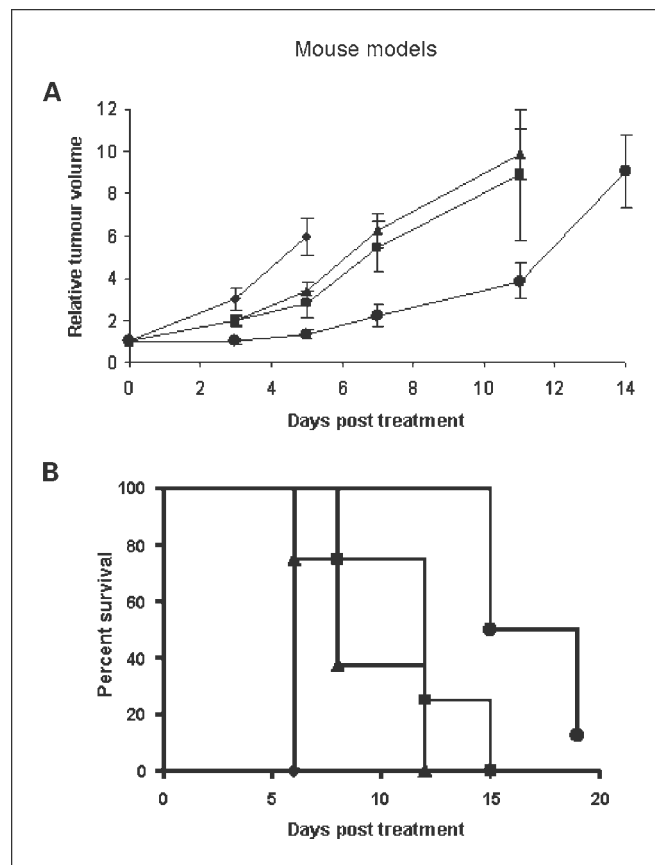 Mouse models
A
Relative tumour volume
12
10
8
6
4
2
0
0 2 4 6 8 10 12 14
Days post treatment
B
Percent survival
100
80
60
40
20
0
0 5 10 15 20
Days post treatment